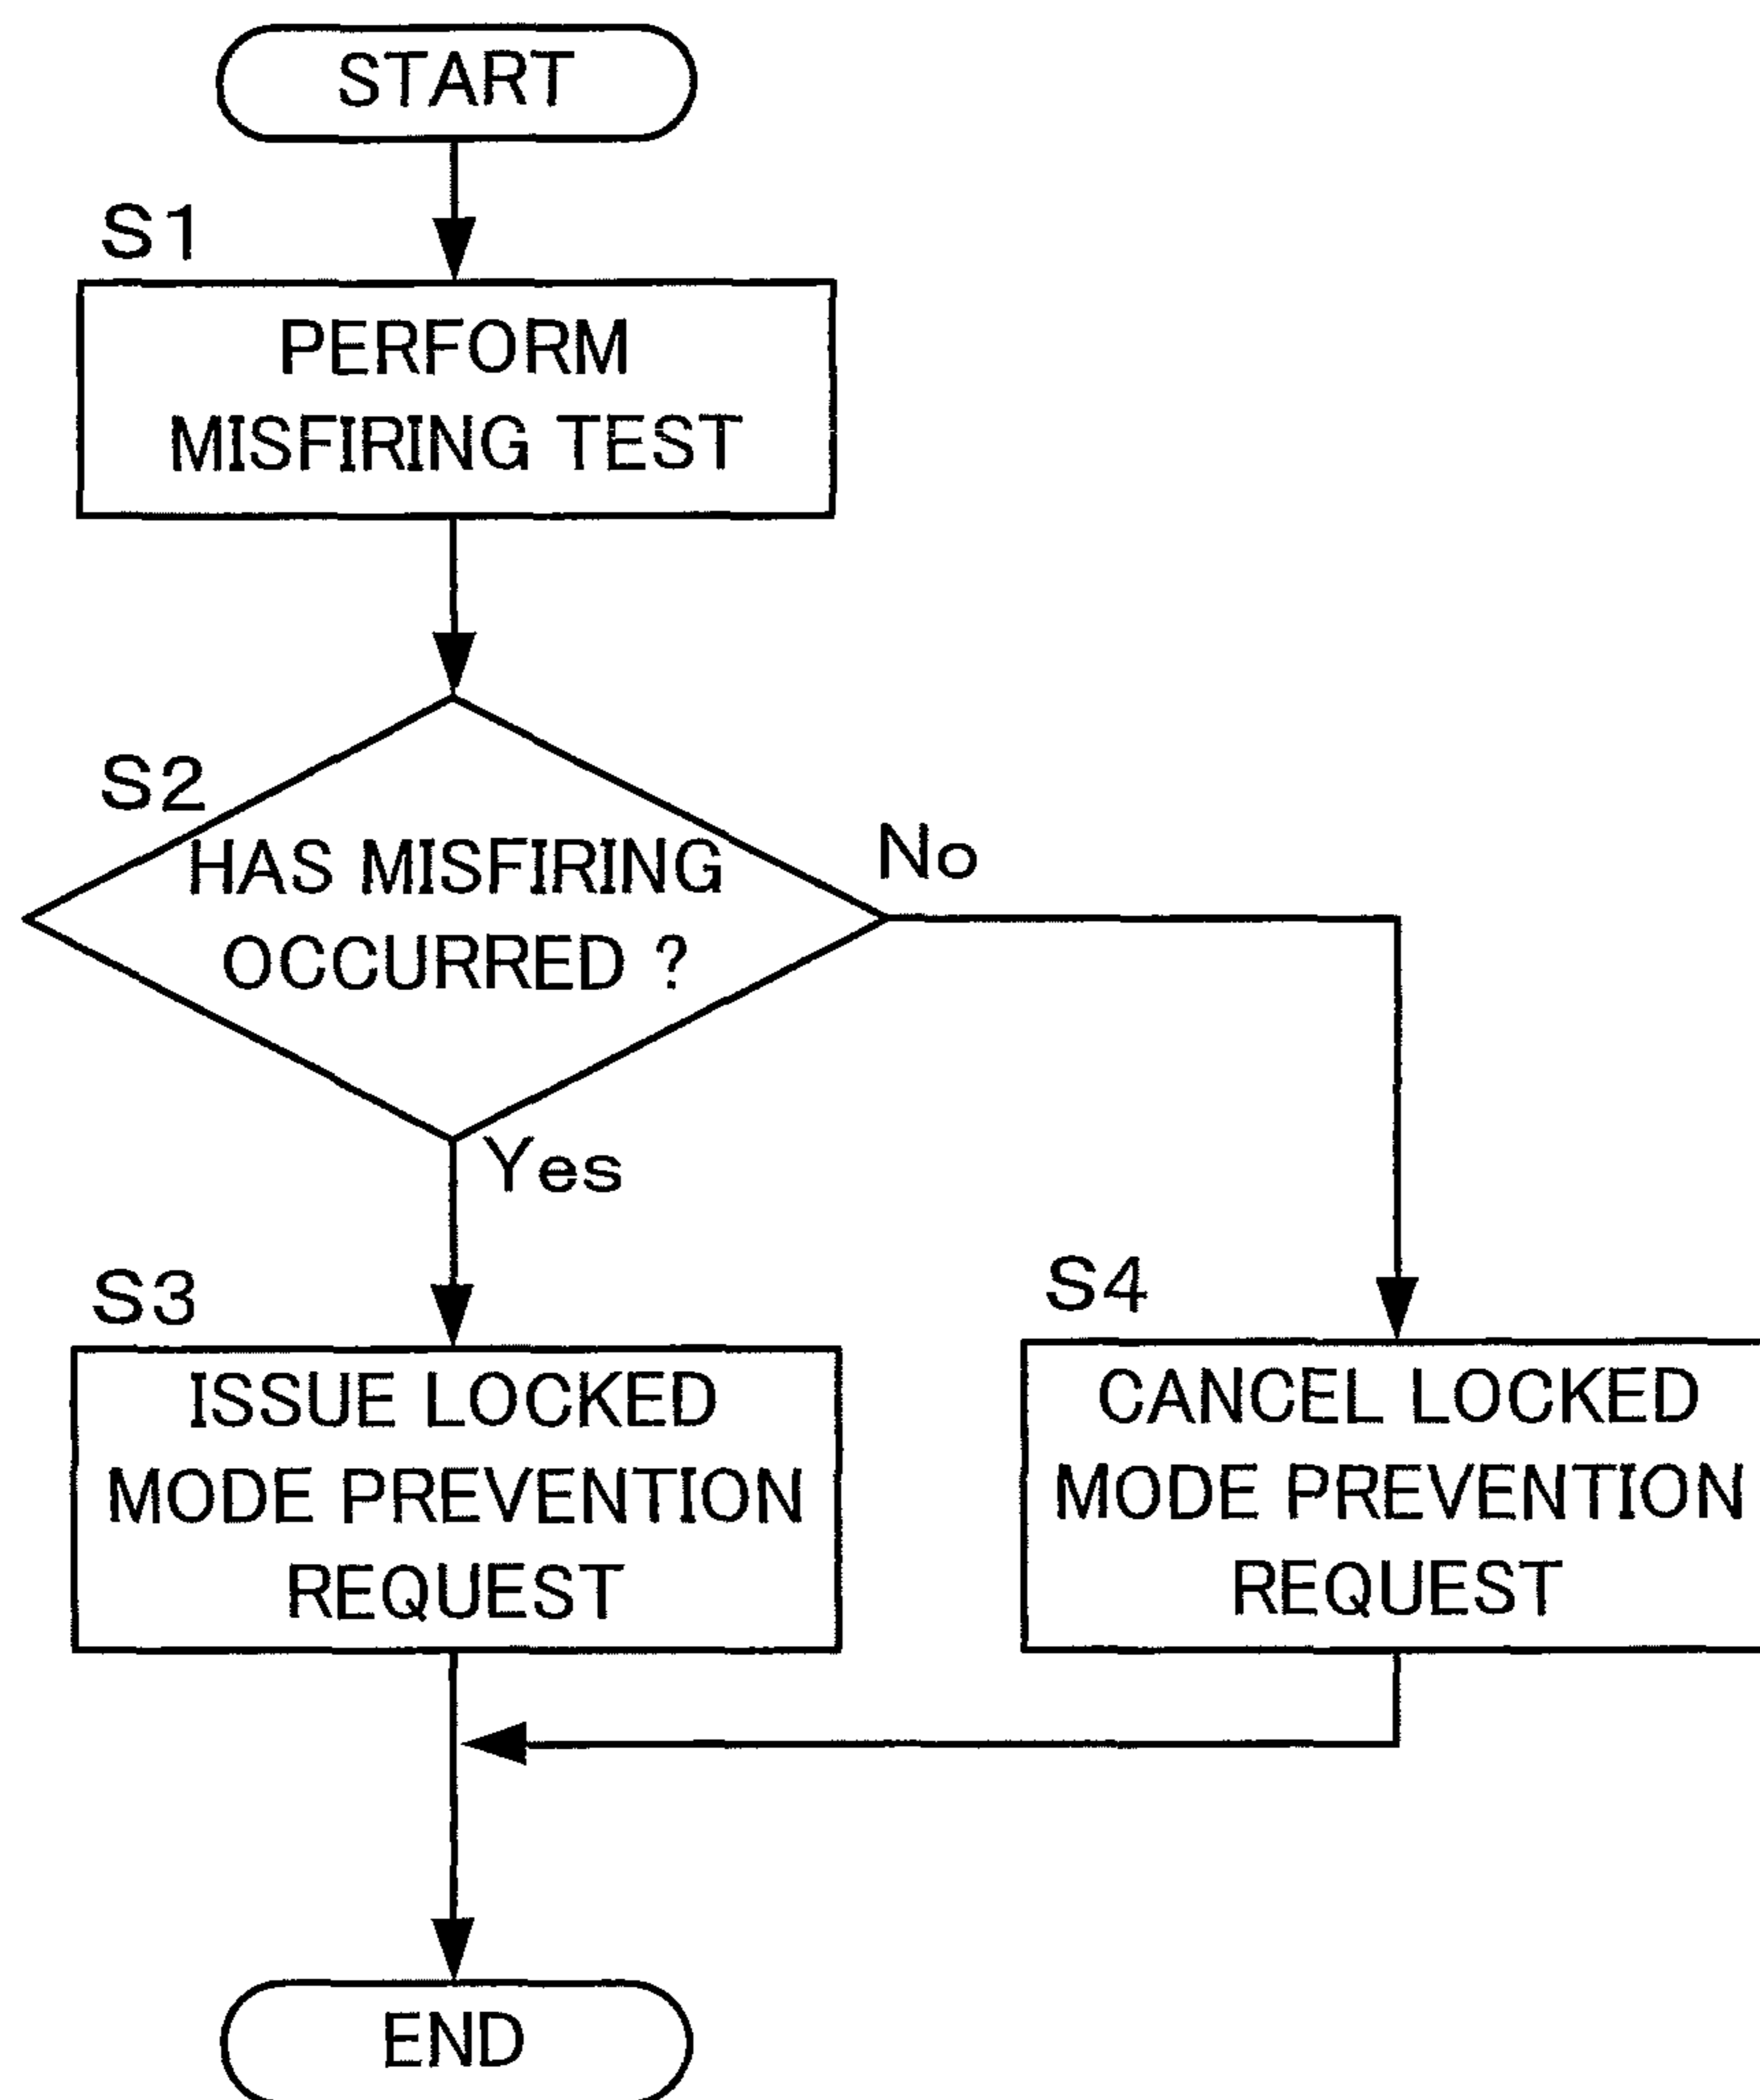 START
S1
PERFORM
MISFIRING TEST
S2
HAS MISFIRING
OCCURRED ?
No
Yes
S3
ISSUE LOCKED
MODE PREVENTION
REQUEST
S4
CANCEL LOCKED
MODE PREVENTION
REQUEST
END